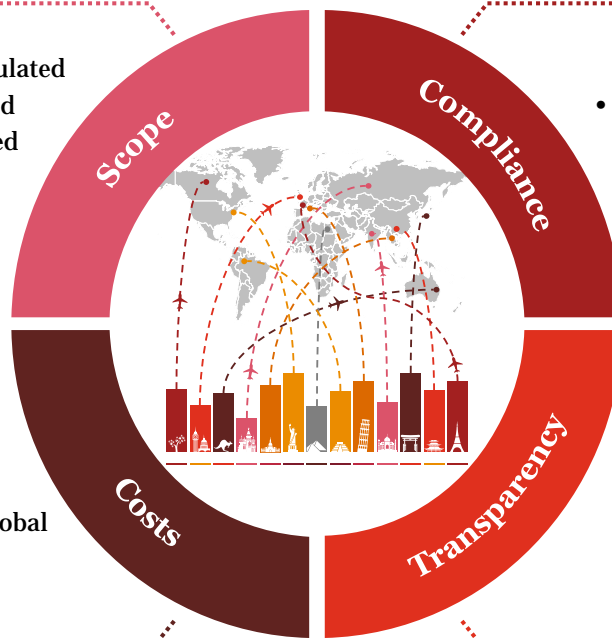 ulated
d
ed
Scope
Compliance
•
Costs
obal
Transparency